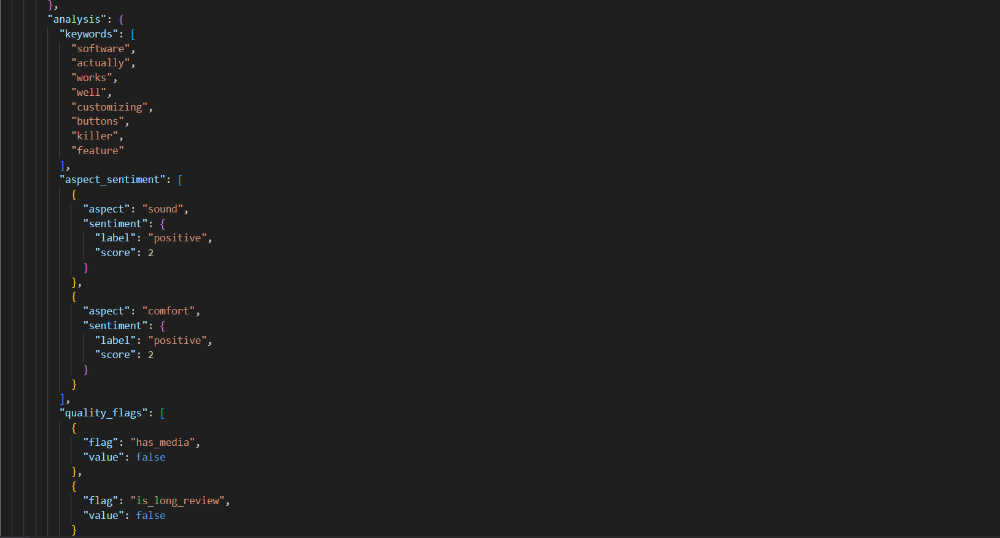 },
"analysis": {
"keywords": [
"software",
"actually",
"works",
"well",
"customizing",
"buttons",
"killer",
"feature"
],
"aspect_sentiment": [
{
"aspect": "sound",
"sentiment": {
"label": "positive",
"score": 2
}
},
{
"aspect": "comfort",
"sentiment": {
"label": "positive",
"score": 2
}
}
],
"quality_flags": [
{
"flag": "has_media",
"value": false
},
{
"flag": "is_long_review",
"value": false
}